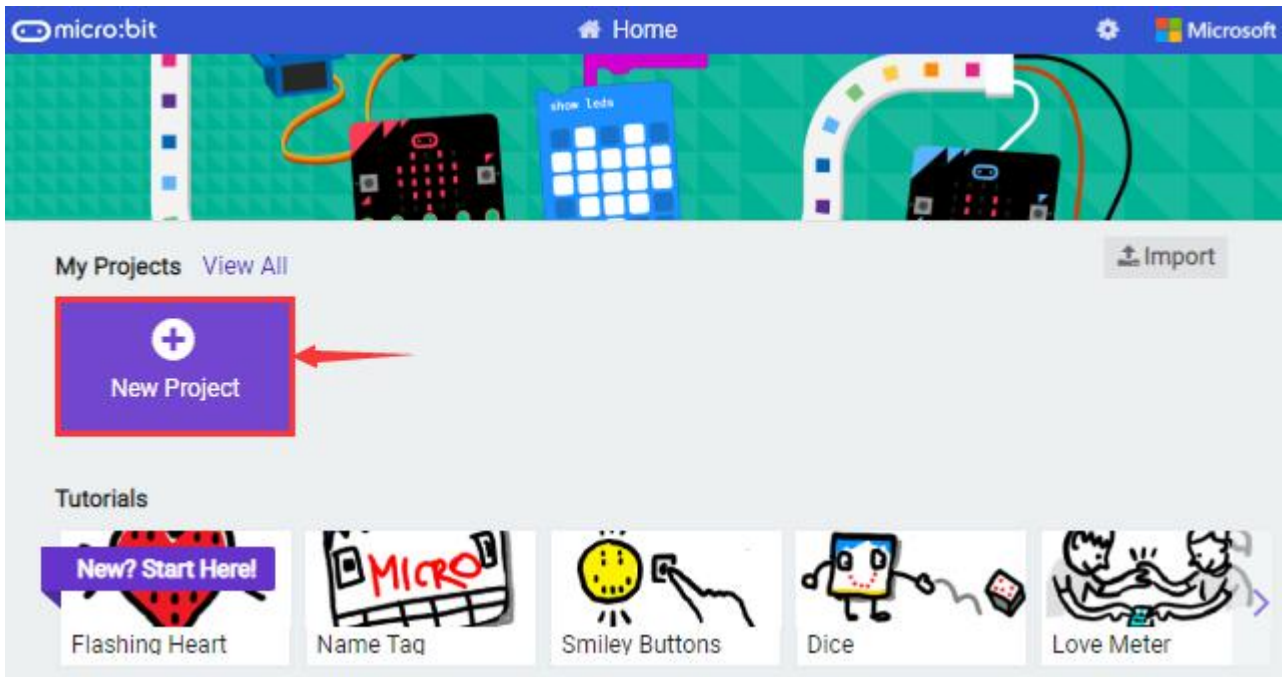 micro:bit
Home
Microsoft
show leds
My Projects View All
Import
New Project
Tutorials
New? Start Here!
MICRO
Flashing Heart
Name Tag
Smiley Buttons
Dice
Love Meter